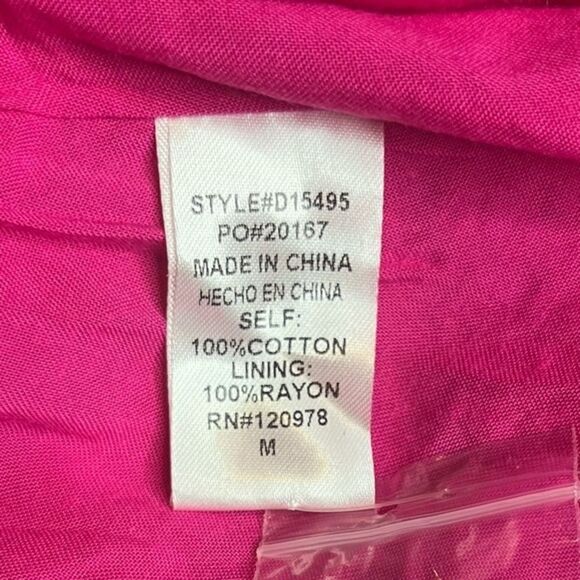 STYLE#D15495
PO#20167
MADE IN CHINA
HECHO EN CHINA
SELF:
100%COTTON
LINING:
100%RAYON
RN#120978
M